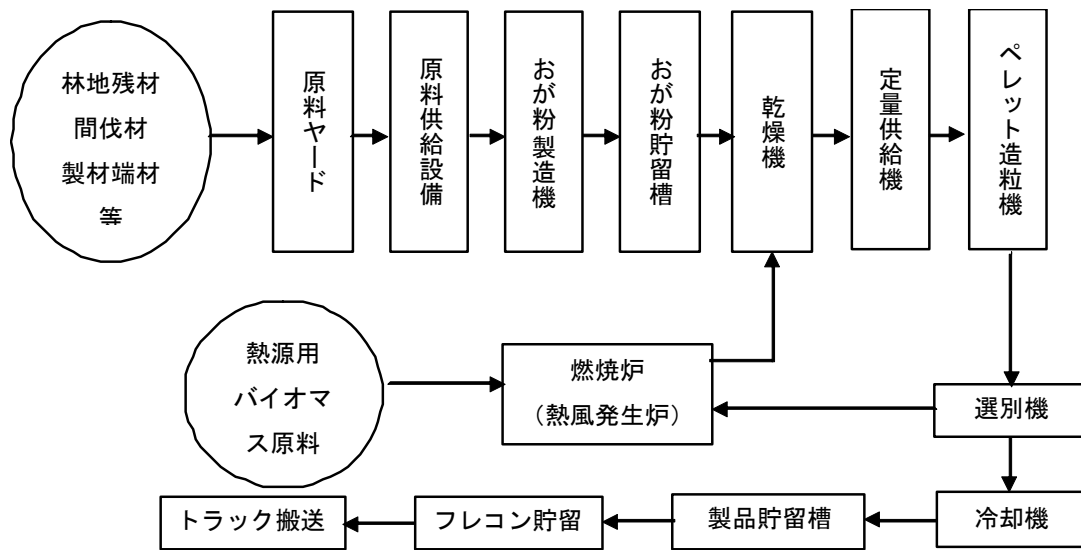 林地残材
間伐材
製材端材
等
原料ヤード
原料供給設備
おが粉製造機
おが粉貯留槽
乾燥機
定量供給機
ペレット造粒機
熱源用
バイオマ
ス原料
燃焼炉
（熱風発生炉）
選別機
トラック搬送
フレコン貯留
製品貯留槽
冷却機